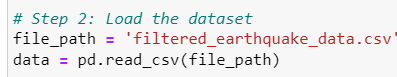 # Step 2: Load the dataset
file_path = 'filtered_earthquake_data.csv'
data = pd.read_csv(file_path)